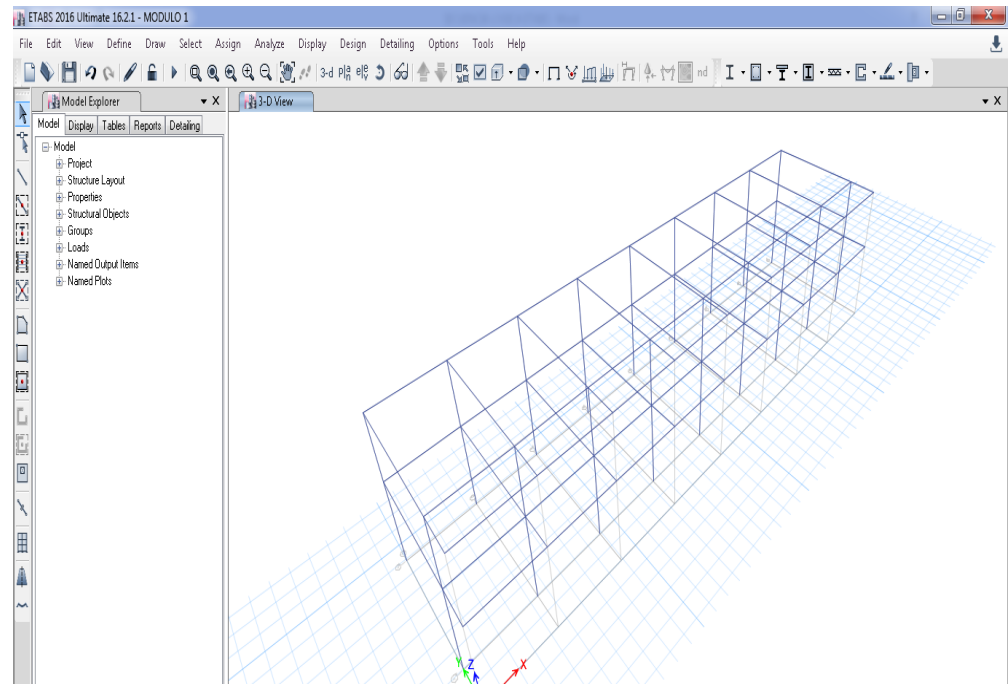 ETABS 2016 Ultimate 16.2.1 - MODULO 1
File Edit View Define Draw Select Assign Analyze Display Design Detailing Options Tools Help
3-d nd
Model Explorer
3-D View
Model Display Tables Reports Detailing
Model
Project
Structure Layout
Properties
Structural Objects
Groups
Loads
Named Output Items
Named Plots
Y Z X